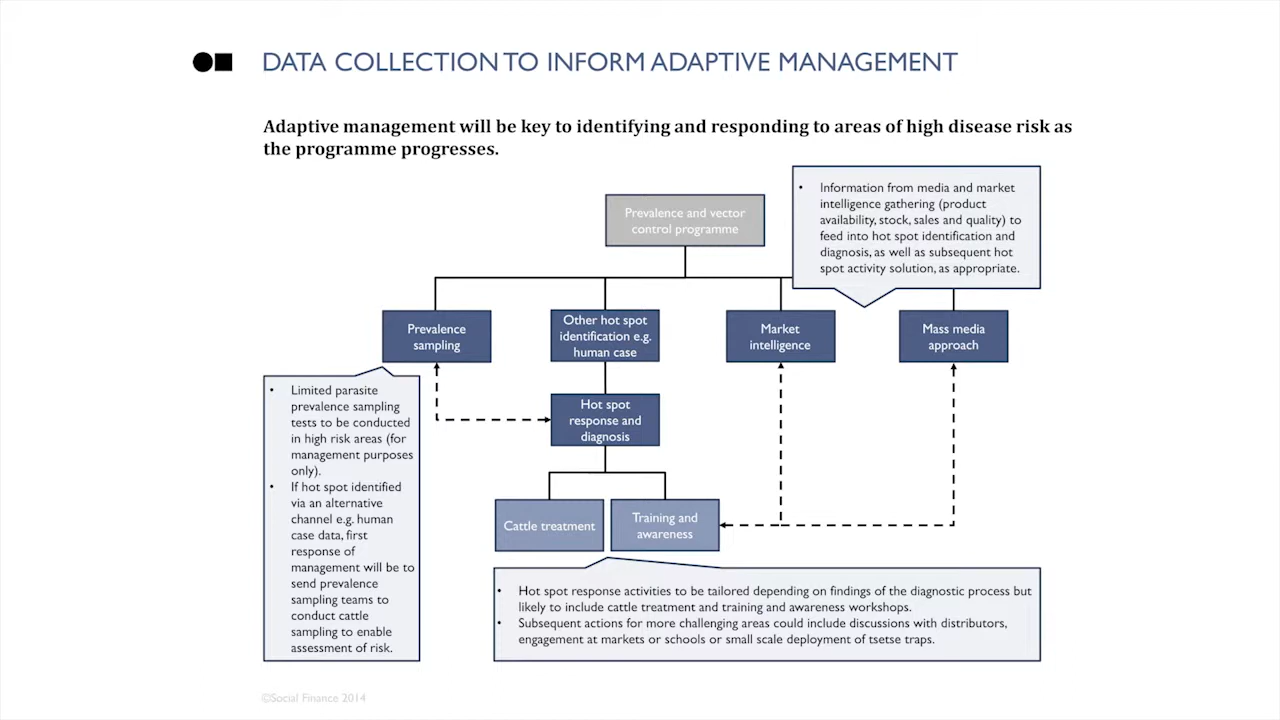 DATA COLLECTION TO INFORM ADAPTIVE MANAGEMENT
Adaptive management will be key to identifying and responding to areas of high disease risk as
the programme progresses.
Prevalence and vector
control programme
• Information from media and market
intelligence gathering (product
availability, stock, sales and quality) to
feed into hot spot identification and
diagnosis, as well as subsequent hot
spot activity solution, as appropriate.
Prevalence
sampling
Other hot spot
identification e.g.
human case
Market
intelligence
Mass media
approach
• Limited parasite
prevalence sampling
tests to be conducted
in high risk areas (for
management purposes
only).
• If hot spot identified
via an alternative
channel e.g. human
case data, first
response of
management will be to
send prevalence
sampling teams to
conduct cattle
sampling to enable
assessment of risk.
Hot spot
response and
diagnosis
Cattle treatment
Training and
awareness
• Hot spot response activities to be tailored depending on findings of the diagnostic process but
likely to include cattle treatment and training and awareness workshops.
• Subsequent actions for more challenging areas could include discussions with distributors,
engagement at markets or schools or small scale deployment of tsetse traps.
©Social Finance 2014